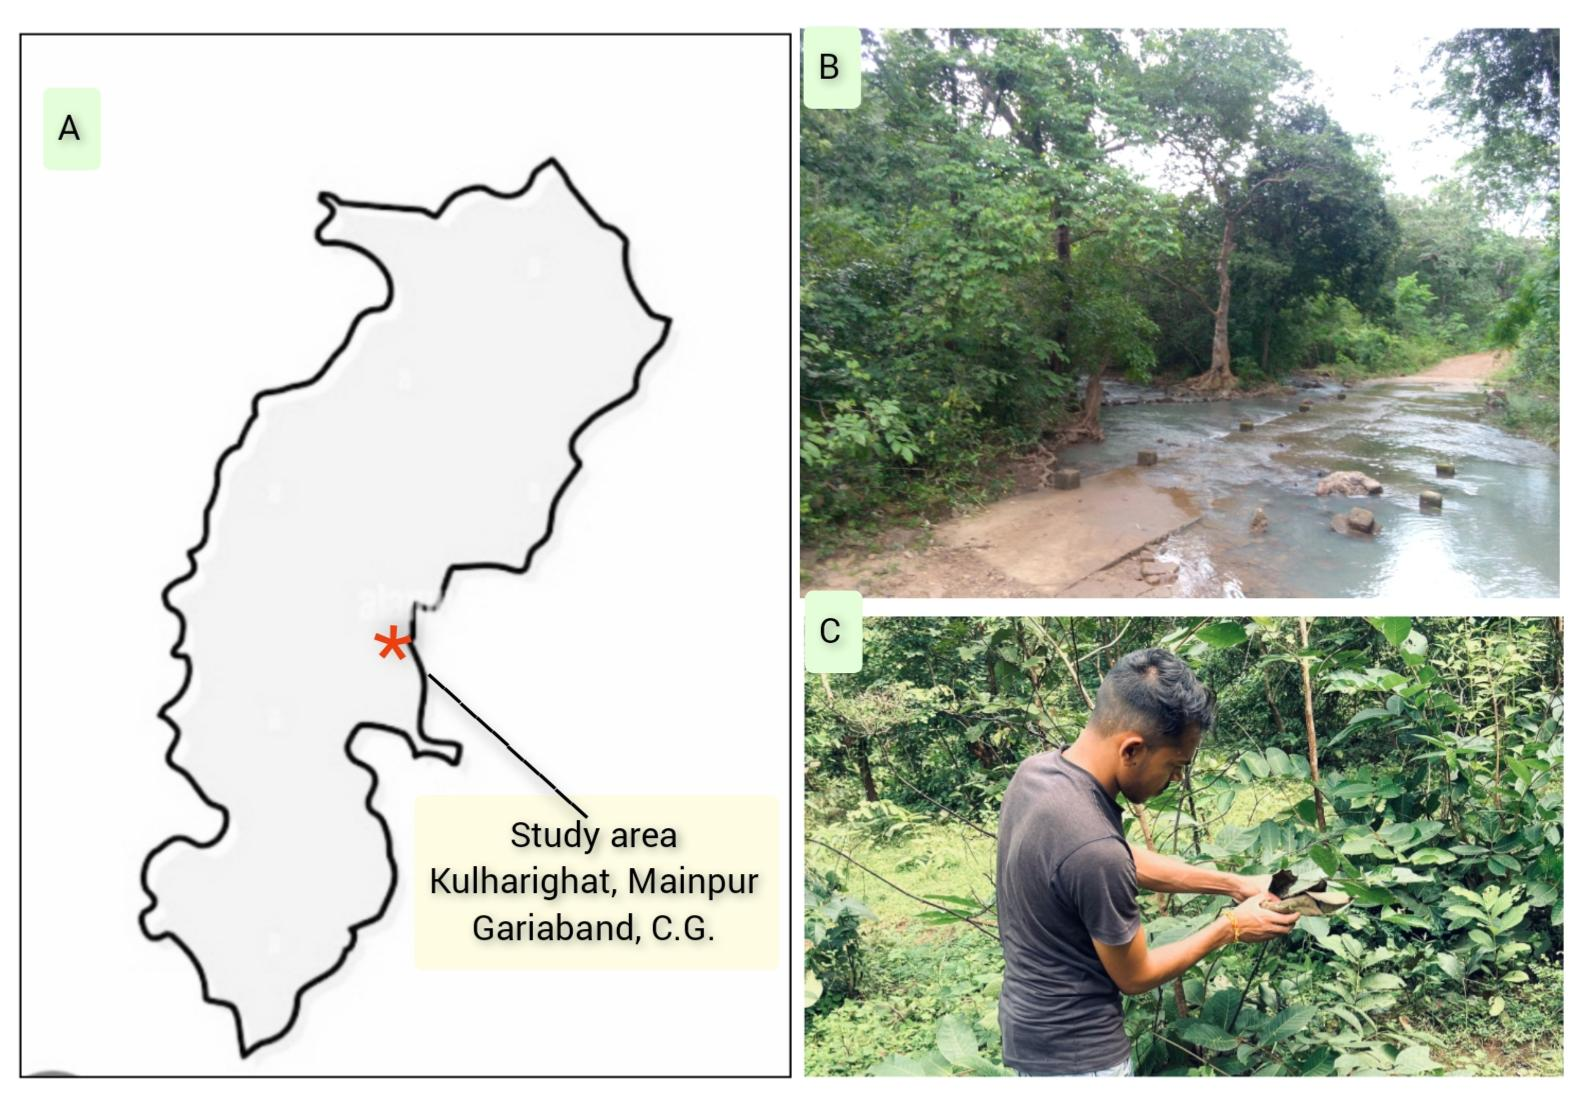 A
Study area
Kulharighat, Mainpur
Gariaband, C.G.
B
C